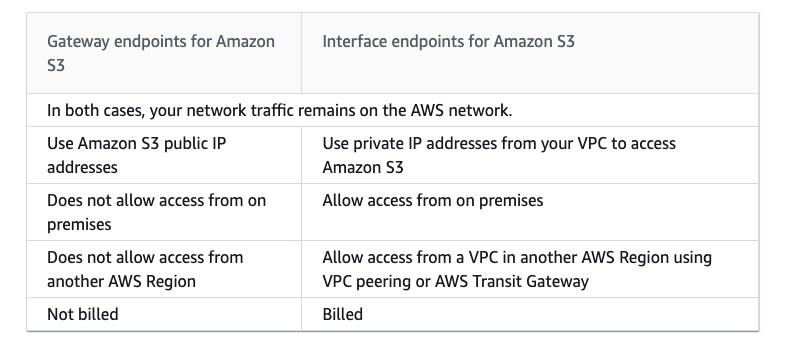 Gateway endpoints for Amazon
S3
Interface endpoints for Amazon S3
In both cases, your network traffic remains on the AWS network.
Use Amazon S3 public IP
addresses
Use private IP addresses from your VPC to access
Amazon S3
Does not allow access from on
premises
Allow access from on premises
Does not allow access from
another AWS Region
Allow access from a VPC in another AWS Region using
VPC peering or AWS Transit Gateway
Not billed
Billed